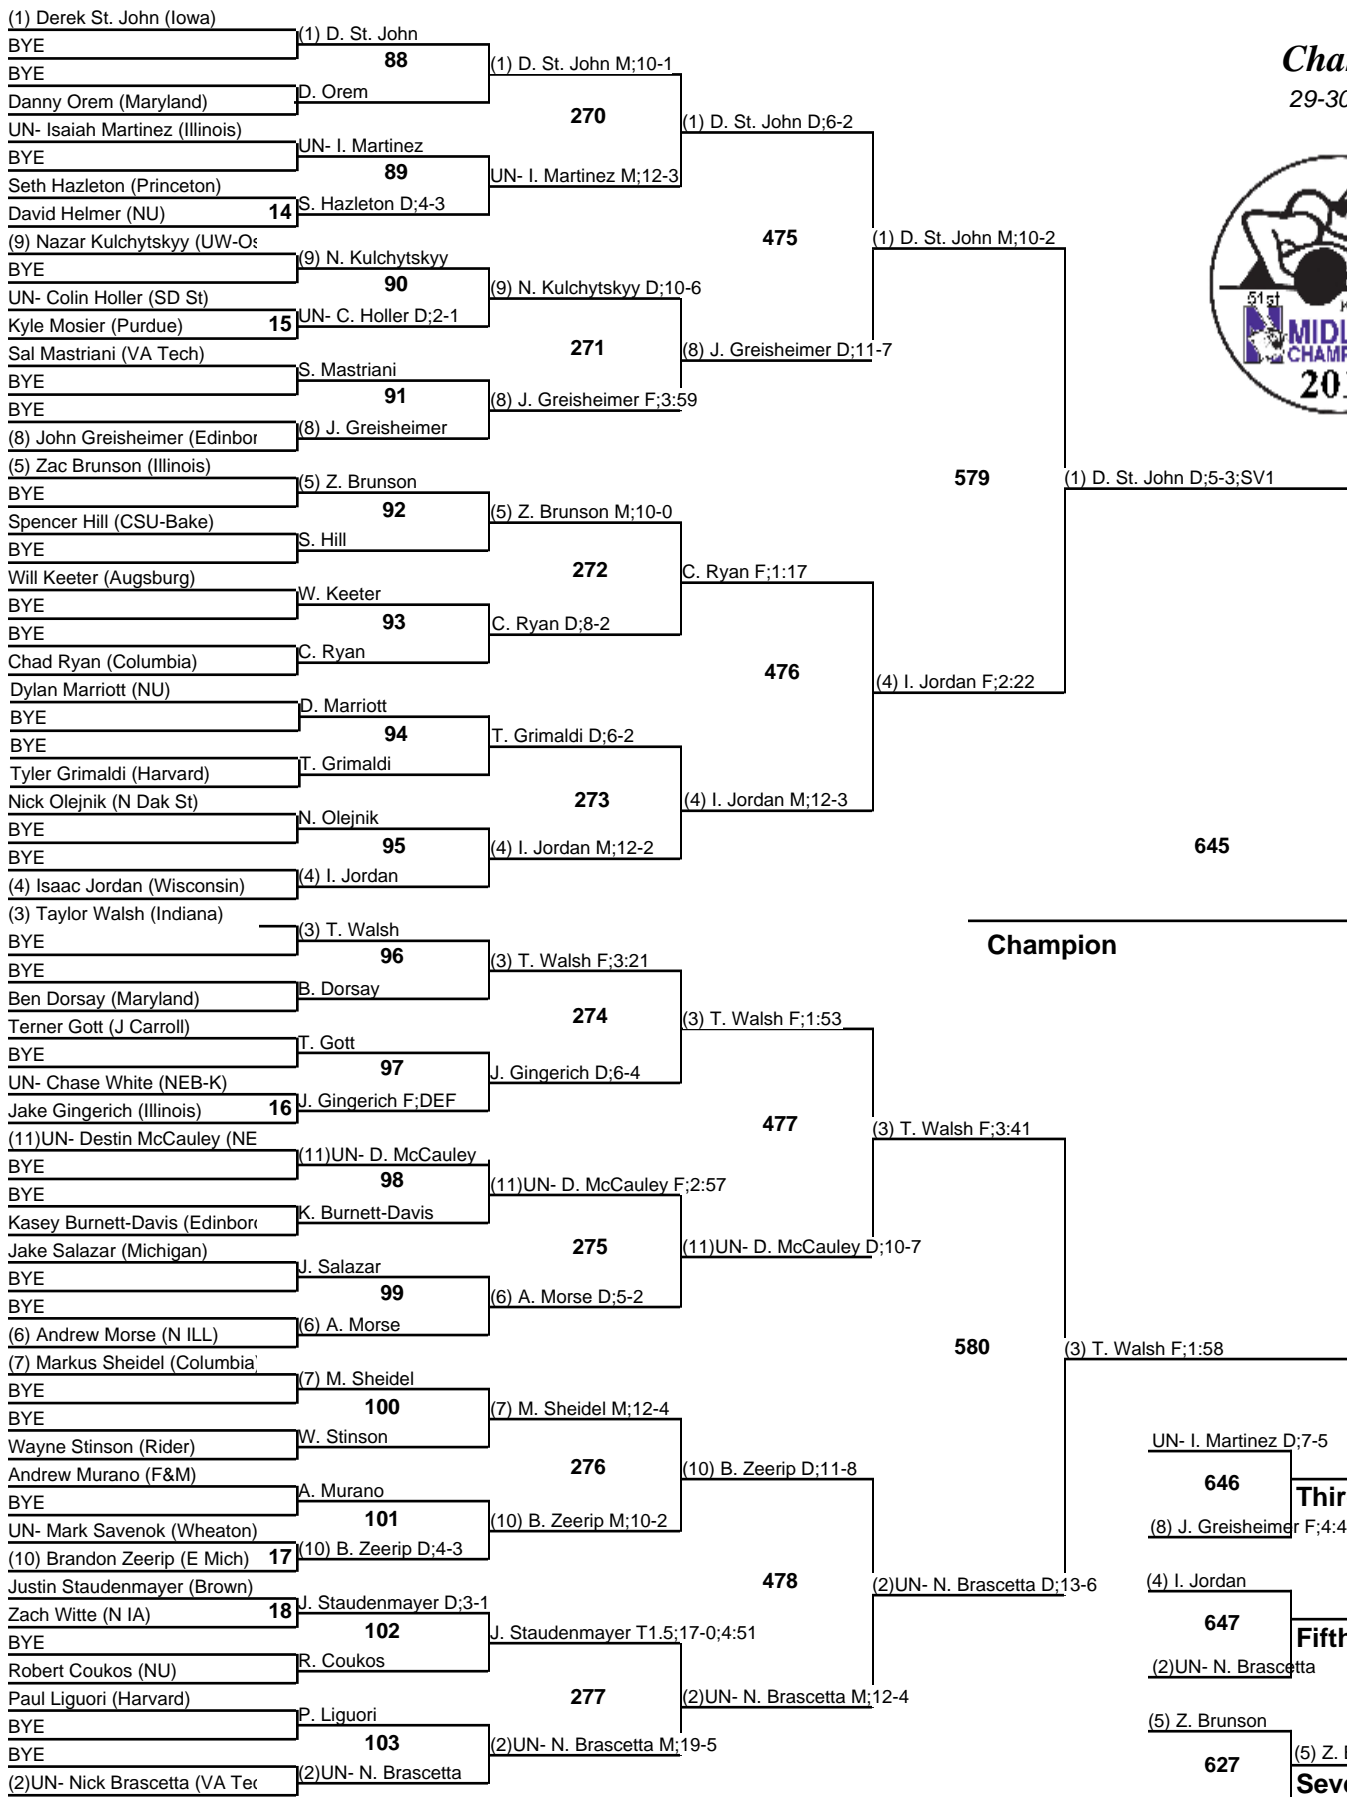 (1) Derek St. John (Iowa)
BYE
BYE
Danny Orem (Maryland)
UN- Isaiah Martinez (Illinois)
BYE
Seth Hazleton (Princeton)
David Helmer (NU) 14
(9) Nazar Kulchytskyy (UW-Os
BYE
UN- Colin Holler (SD St)
Kyle Mosier (Purdue) 15
Sal Mastriani (VA Tech)
BYE
BYE
(8) John Greisheimer (Edinbor
(5) Zac Brunson (Illinois)
BYE
Spencer Hill (CSU-Bake)
BYE
Will Keeter (Augsburg)
BYE
BYE
Chad Ryan (Columbia)
Dylan Marriott (NU)
BYE
BYE
Tyler Grimaldi (Harvard)
Nick Olejnik (N Dak St)
BYE
BYE
(4) Isaac Jordan (Wisconsin)
(3) Taylor Walsh (Indiana)
BYE
BYE
Ben Dorsay (Maryland)
Terner Gott (J Carroll)
BYE
UN- Chase White (NEB-K)
Jake Gingerich (Illinois) 16
(11)UN- Destin McCauley (NE
BYE
BYE
Kasey Burnett-Davis (Edinboro
Jake Salazar (Michigan)
BYE
BYE
(6) Andrew Morse (N ILL)
(7) Markus Sheidel (Columbia)
BYE
BYE
Wayne Stinson (Rider)
Andrew Murano (F&M)
BYE
UN- Mark Savenok (Wheaton)
(10) Brandon Zeerip (E Mich) 17
Justin Staudenmayer (Brown)
Zach Witte (N IA) 18
BYE
Robert Coukos (NU)
Paul Liguori (Harvard)
BYE
BYE
(2)UN- Nick Brascetta (VA Tec
(1) D. St. John
88
D. Orem
UN- I. Martinez
89
S. Hazleton D;4-3
(9) N. Kulchytskyy
90
UN- C. Holler D;2-1
S. Mastriani
91
(8) J. Greisheimer
(5) Z. Brunson
92
S. Hill
W. Keeter
93
C. Ryan
D. Marriott
94
T. Grimaldi
N. Olejnik
95
(4) I. Jordan
(3) T. Walsh
96
B. Dorsay
T. Gott
97
J. Gingerich F;DEF
(11)UN- D. McCauley
98
K. Burnett-Davis
J. Salazar
99
(6) A. Morse
(7) M. Sheidel
100
W. Stinson
A. Murano
101
(10) B. Zeerip D;4-3
J. Staudenmayer D;3-1
102
R. Coukos
P. Liguori
103
(2)UN- N. Brascetta
(1) D. St. John M;10-1
270
UN- I. Martinez M;12-3
(9) N. Kulchytskyy D;10-6
271
(8) J. Greisheimer F;3:59
(5) Z. Brunson M;10-0
272
C. Ryan D;8-2
T. Grimaldi D;6-2
273
(4) I. Jordan M;12-2
(3) T. Walsh F;3:21
274
J. Gingerich D;6-4
(11)UN- D. McCauley F;2:57
275
(6) A. Morse D;5-2
(7) M. Sheidel M;12-4
276
(10) B. Zeerip M;10-2
J. Staudenmayer T1.5;17-0;4:51
277
(2)UN- N. Brascetta M;19-5
(1) D. St. John D;6-2
475
(8) J. Greisheimer D;11-7
C. Ryan F;1:17
476
(4) I. Jordan M;12-3
(3) T. Walsh F;1:53
477
(11)UN- D. McCauley D;10-7
(10) B. Zeerip D;11-8
478
(2)UN- N. Brascetta M;12-4
(1) D. St. John M;10-2
579
(4) I. Jordan F;2:22
(3) T. Walsh F;3:41
580
(2)UN- N. Brascetta D;13-6
29-30
51st
(1) D. St. John D;5-3;SV1
645
Champion
(3) T. Walsh F;1:58
UN- I. Martinez D;7-5
646
(8) J. Greisheimer F;4:4
(4) I. Jordan
647
Fifth
(2)UN- N. Brascetta
(5) Z. Brunson
627
(5) Z.